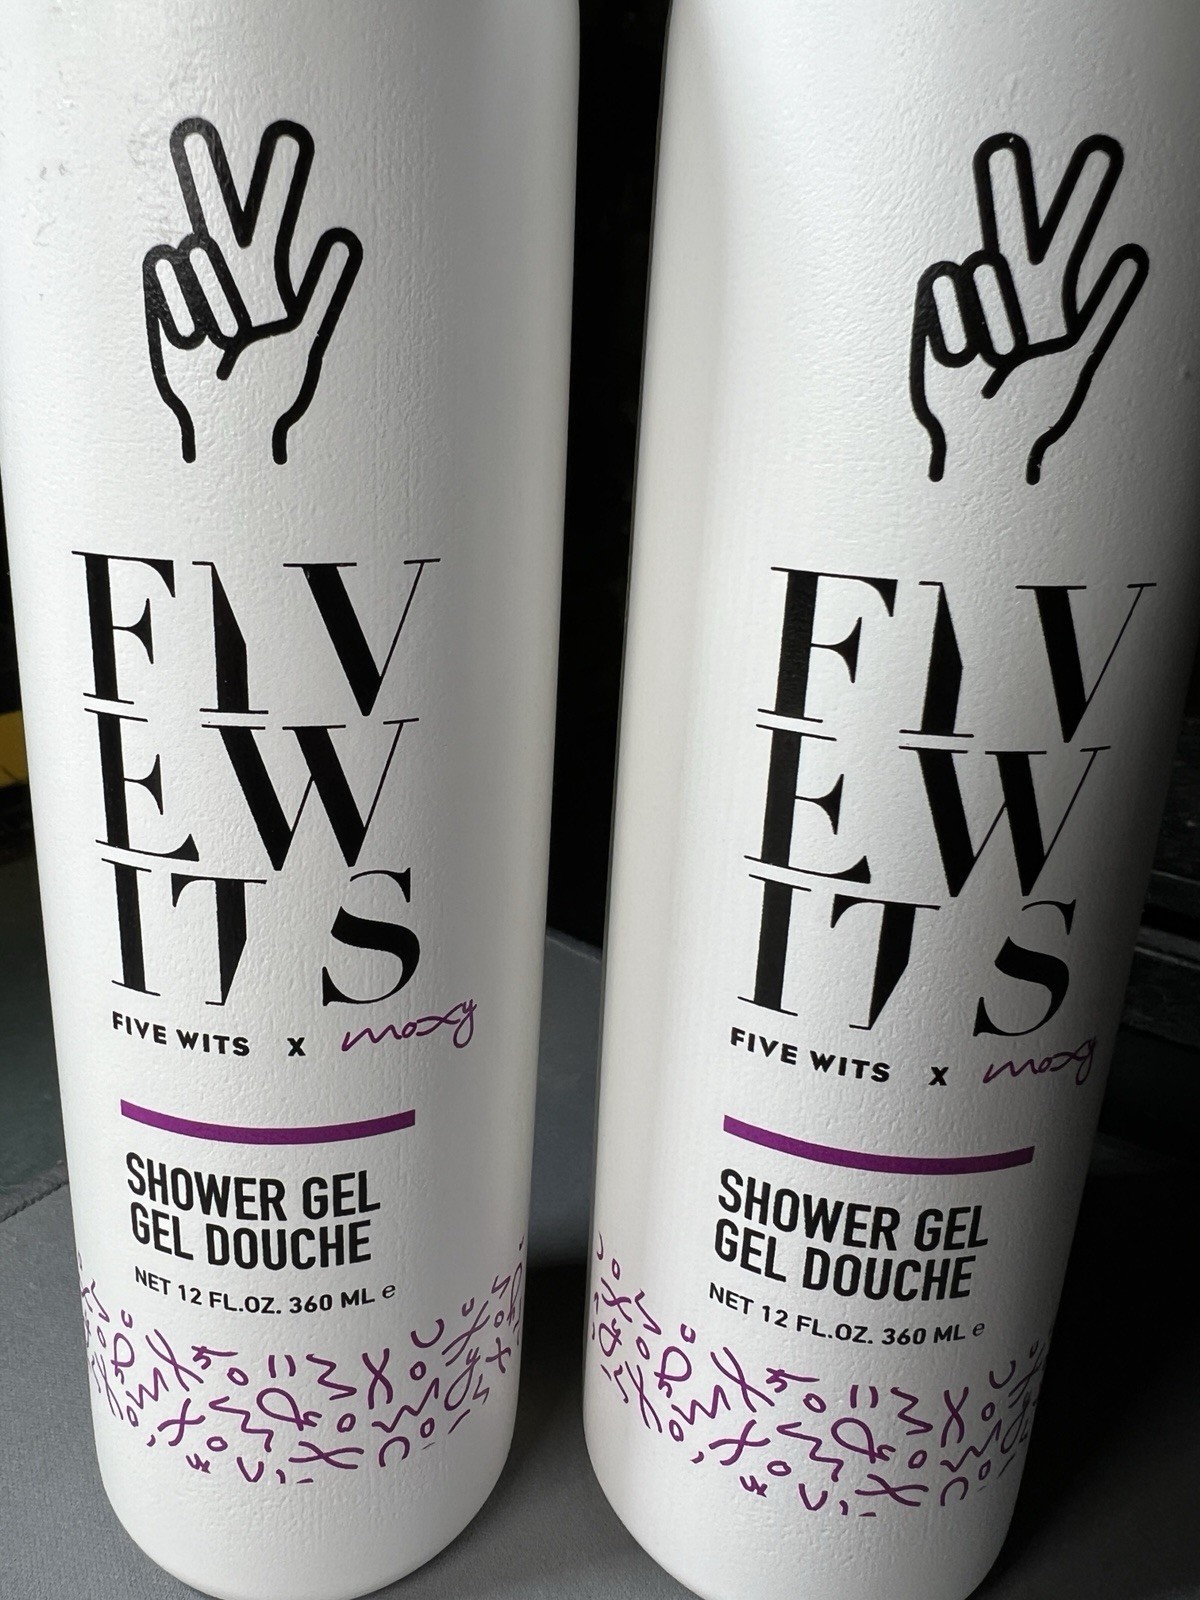 FIV
EW
ITS
FIVE WITS X moxy
SHOWER GEL
GEL DOUCHE
NET 12 FL.OZ. 360 ML e
FIV
EW
ITS
FIVE WITS X moxy
SHOWER GEL
GEL DOUCHE
NET 12 FL.OZ. 360 ML e